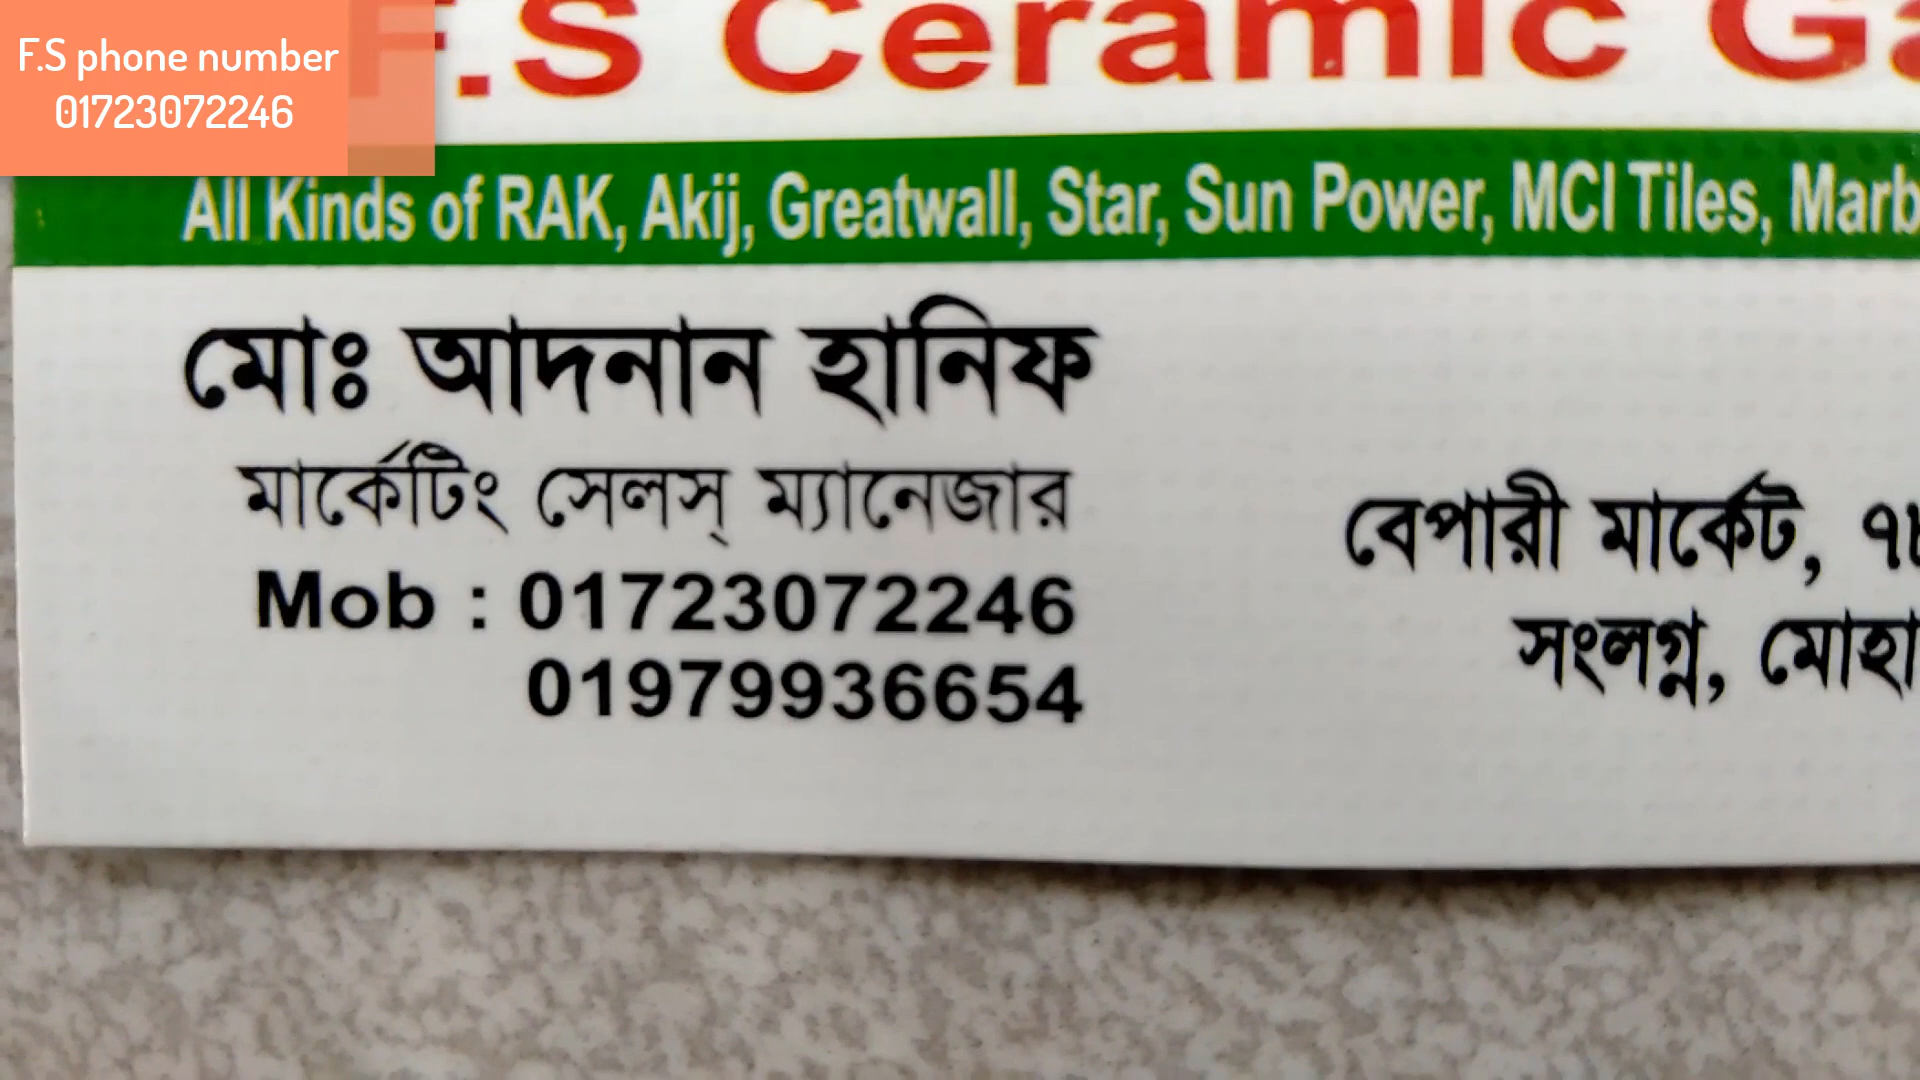 F.S phone number
01723072246
F.S Ceramic
All Kinds of RAK, Akij, Greatwall, Star, Sun Power, MCI Tiles,
মোঃ আদনান হানিফ
মার্কেটিং সেলস্ ম্যানেজার
Mob : 01723072246
01979936654
বেপারী মার্কেট,
সংলগ্ন,